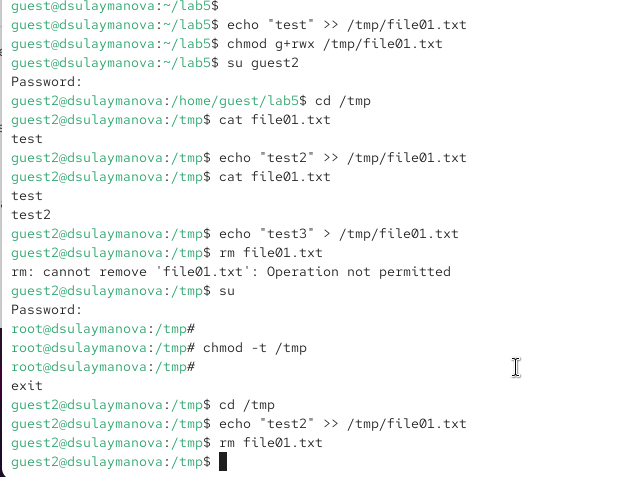 guest@dsulaymanova:~/lab5$
guest@dsulaymanova:~/lab5$ echo "test" >> /tmp/file01.txt
guest@dsulaymanova:~/lab5$ chmod g+rwx /tmp/file01.txt
guest@dsulaymanova:~/lab5$ su guest2
Password:
guest2@dsulaymanova:/home/guest/lab5$ cd /tmp
guest2@dsulaymanova:/tmp$ cat file01.txt
test
guest2@dsulaymanova:/tmp$ echo "test2" >> /tmp/file01.txt
guest2@dsulaymanova:/tmp$ cat file01.txt
test
test2
guest2@dsulaymanova:/tmp$ echo "test3" > /tmp/file01.txt
guest2@dsulaymanova:/tmp$ rm file01.txt
rm: cannot remove 'file01.txt': Operation not permitted
guest2@dsulaymanova:/tmp$ su
Password:
root@dsulaymanova:/tmp#
root@dsulaymanova:/tmp# chmod -t /tmp
root@dsulaymanova:/tmp#
exit
guest2@dsulaymanova:/tmp$ cd /tmp
guest2@dsulaymanova:/tmp$ echo "test2" >> /tmp/file01.txt
guest2@dsulaymanova:/tmp$ rm file01.txt
guest2@dsulaymanova:/tmp$